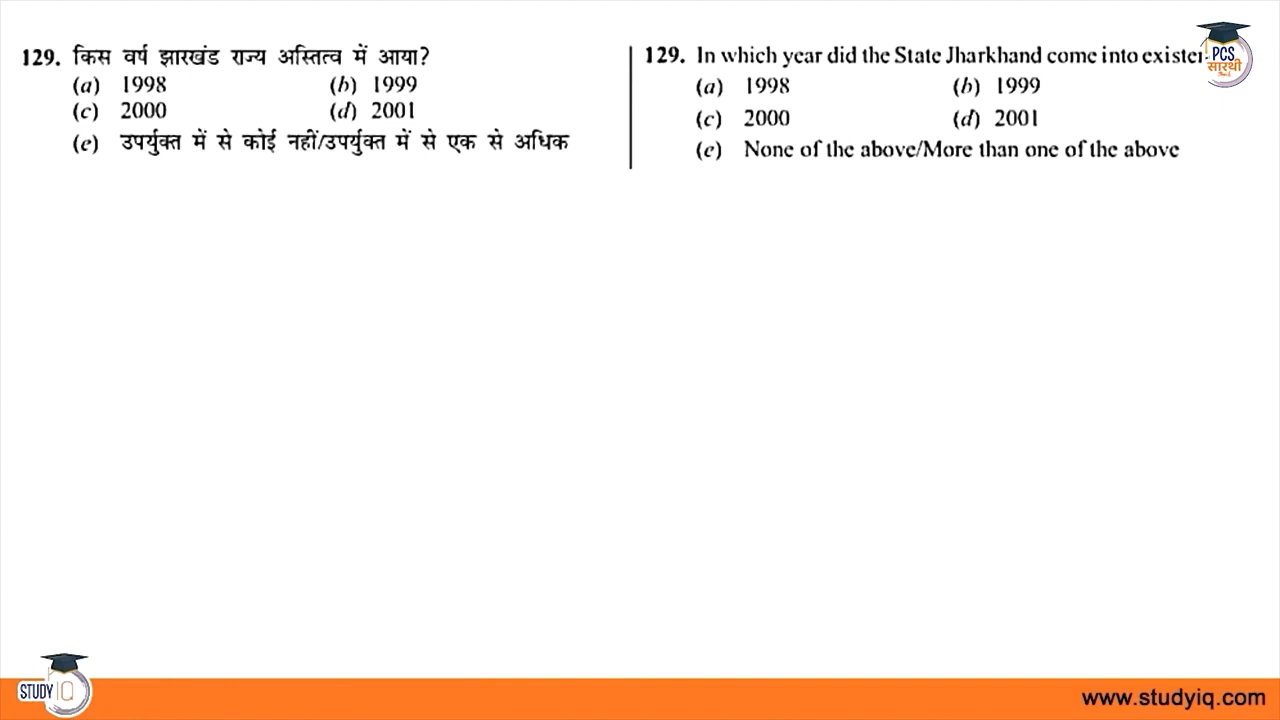 129. किस वर्ष झारखंड राज्य अस्तित्व में आया?
(a) 1998 (b) 1999
(c) 2000 (d) 2001
(e) उपर्युक्त में से कोई नहीं/उपर्युक्त में से एक से अधिक
129. In which year did the State Jharkhand come into existen
(a) 1998 (b) 1999
(c) 2000 (d) 2001
(e) None of the above/More than one of the above
PCS
सारथी
STUDY IQ
www.studyiq.com